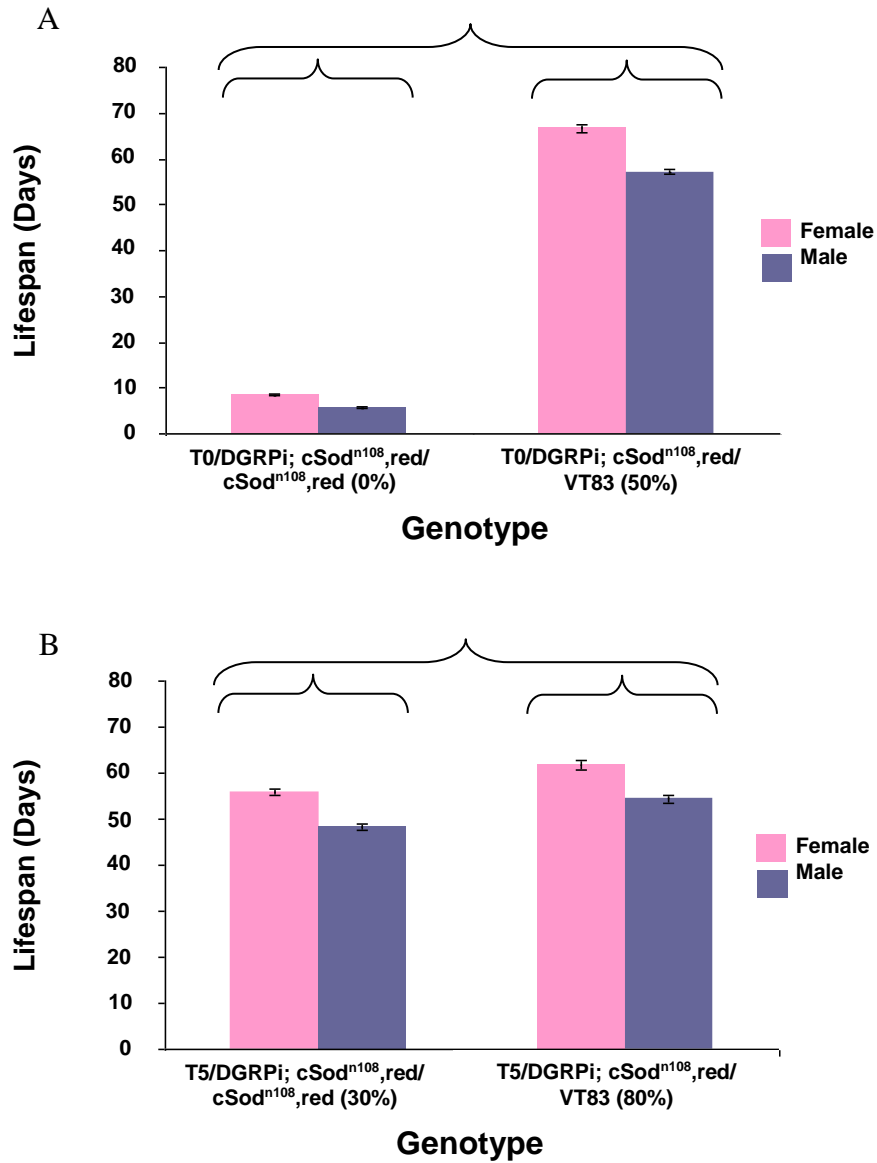 A
80
70
60
50
40
30
20
10
0
Lifespan (Days)
Female
Male
T0/DGRPi; cSodⁿ¹⁰⁸,red/
cSodⁿ¹⁰⁸,red (0%)
T0/DGRPi; cSodⁿ¹⁰⁸,red/
VT83 (50%)
Genotype
B
80
70
60
50
40
30
20
10
0
Lifespan (Days)
Female
Male
T5/DGRPi; cSodⁿ¹⁰⁸,red/
cSodⁿ¹⁰⁸,red (30%)
T5/DGRPi; cSodⁿ¹⁰⁸,red/
VT83 (80%)
Genotype